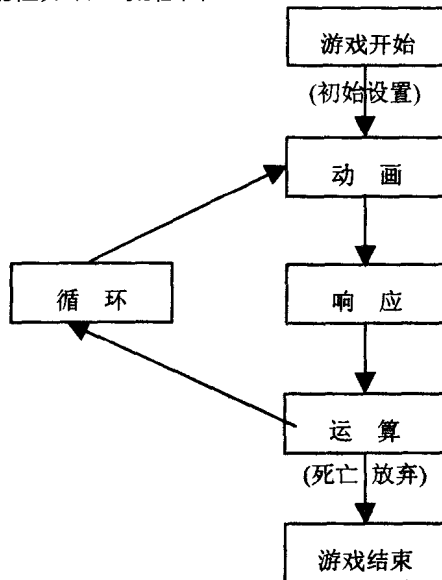 游戏开始
(初始设置)
动 画
循 环
响 应
运 算
(死亡 放弃)
游戏结束